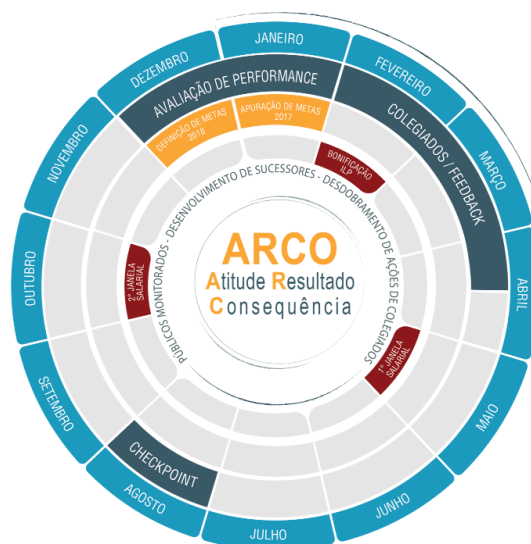 JANEIRO
FEVEREIRO
MARÇO
ABRIL
MAIO
JUNHO
JULHO
AGOSTO
SETEMBRO
OUTUBRO
NOVEMBRO
DEZEMBRO
AVALIAÇÃO DE PERFORMANCE
COLEGIADOS / FEEDBACK
CHECKPOINT
DEFINIÇÃO DE METAS
2018
APURAÇÃO DE METAS
2017
BONIFICAÇÃO
ILP
1ª JANELA
SALARIAL
2ª JANELA
SALARIAL
PÚBLICOS MONITORADOS - DESENVOLVIMENTO DE SUCESSORES - DESDOBRAMENTO DE AÇÕES DE COLEGIADOS
ARCO
Atitude Resultado
Consequência